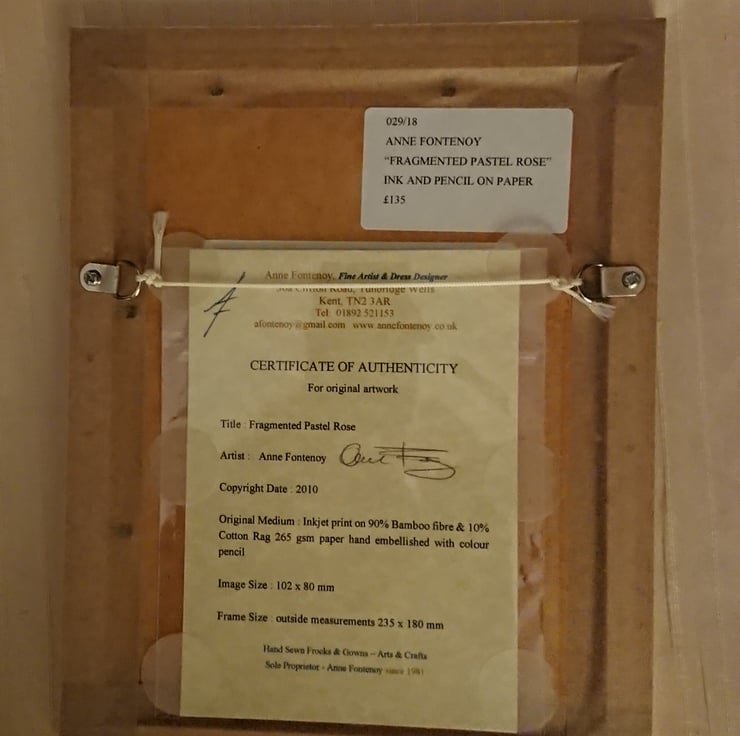 029/18
ANNE FONTENOY
“FRAGMENTED PASTEL ROSE”
INK AND PENCIL ON PAPER
£135
Anne Fontenoy, Fine Artist & Dress Designer
Road, Tunbridge Wells
Kent, TN2 3AR
Tel: 01892 521153
afontenoy@gmail.com www.annefontenoy.co.uk
CERTIFICATE OF AUTHENTICITY
For original artwork
Title : Fragmented Pastel Rose
Artist : Anne Fontenoy
Copyright Date : 2010
Original Medium : Inkjet print on 90% Bamboo fibre & 10%
Cotton Rag 265 gsm paper hand embellished with colour
pencil
Image Size : 102 x 80 mm
Frame Size : outside measurements 235 x 180 mm
Hand Sewn Frocks & Gowns – Arts & Crafts
Sole Proprietor - Anne Fontenoy since 1981